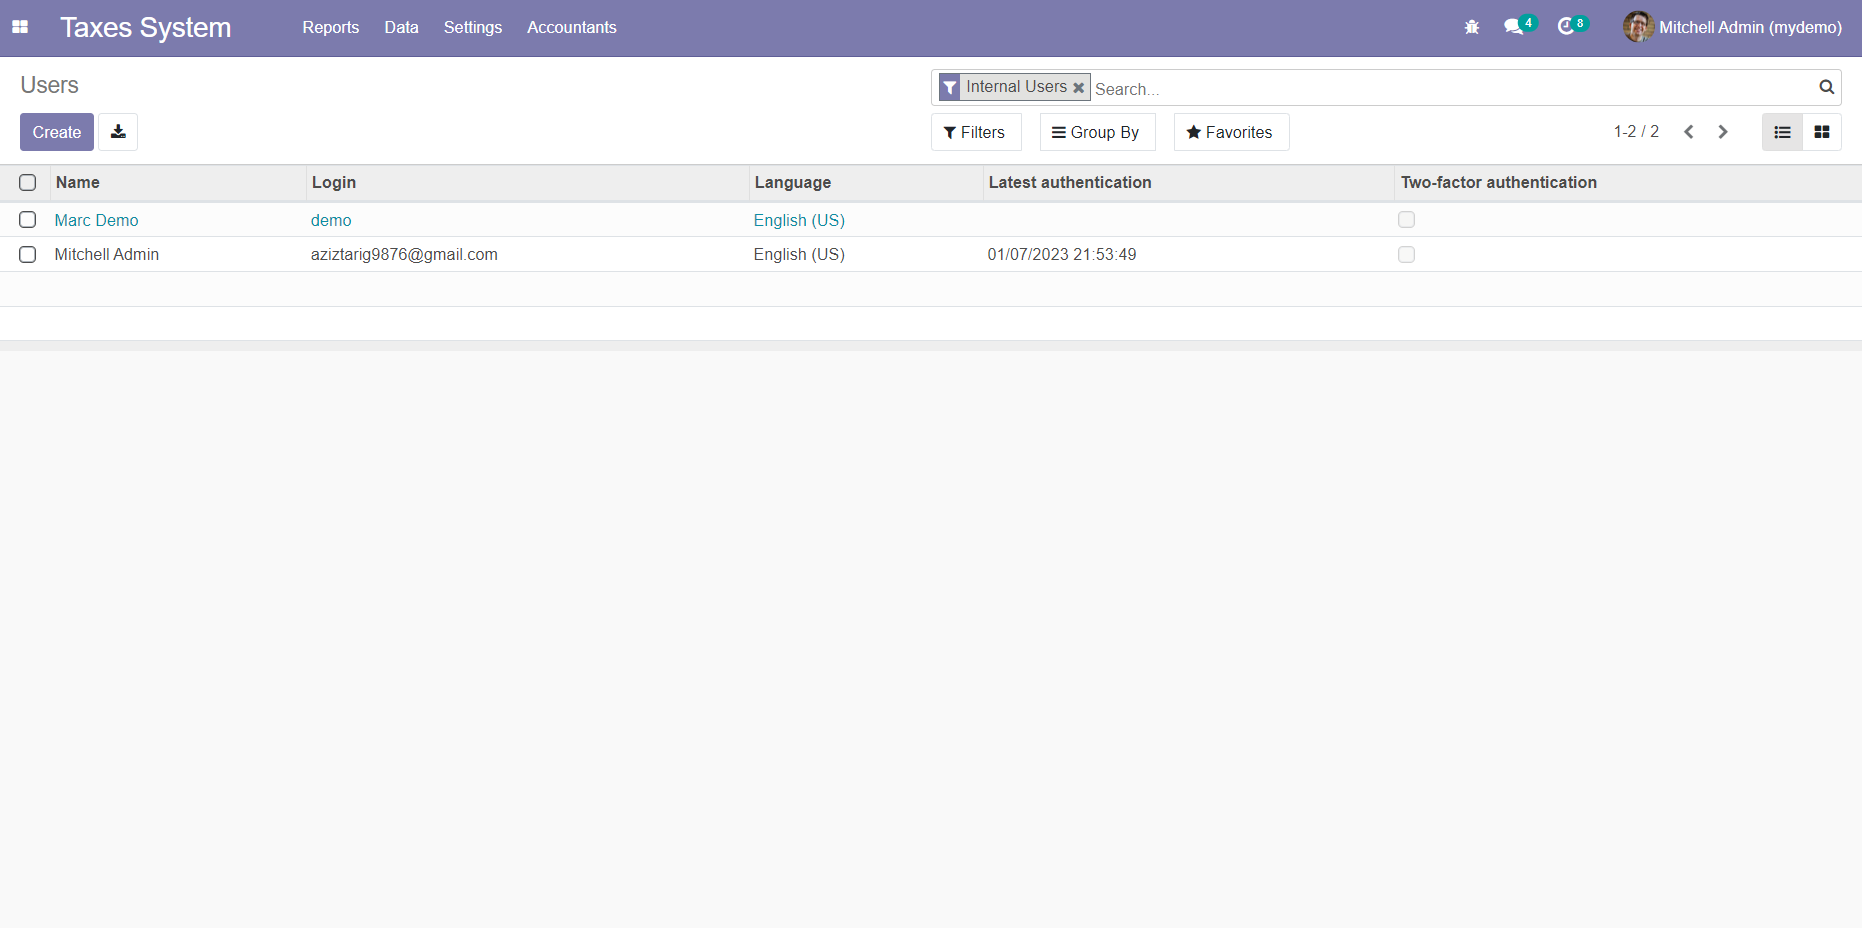 Taxes System Reports Data Settings Accountants 4 8 Mitchell Admin (mydemo)
Users Internal Users Search...
Create Filters Group By Favorites 1-2 / 2
Name Login Language Latest authentication Two-factor authentication
Marc Demo demo English (US)
Mitchell Admin aziztarig9876@gmail.com English (US) 01/07/2023 21:53:49